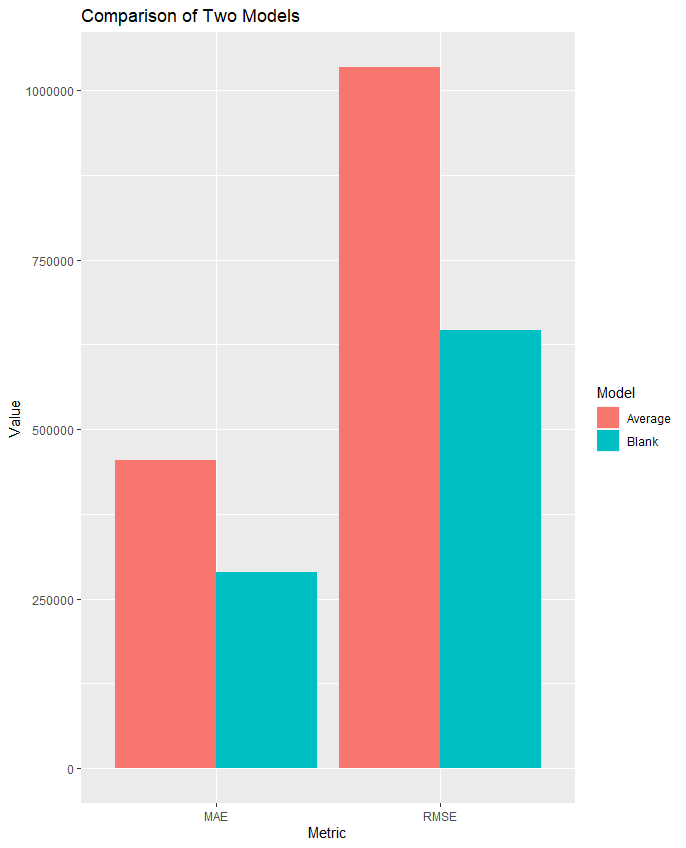 Comparison of Two Models
1000000
750000
500000
250000
0
Value
MAE
RMSE
Metric
Model
Average
Blank